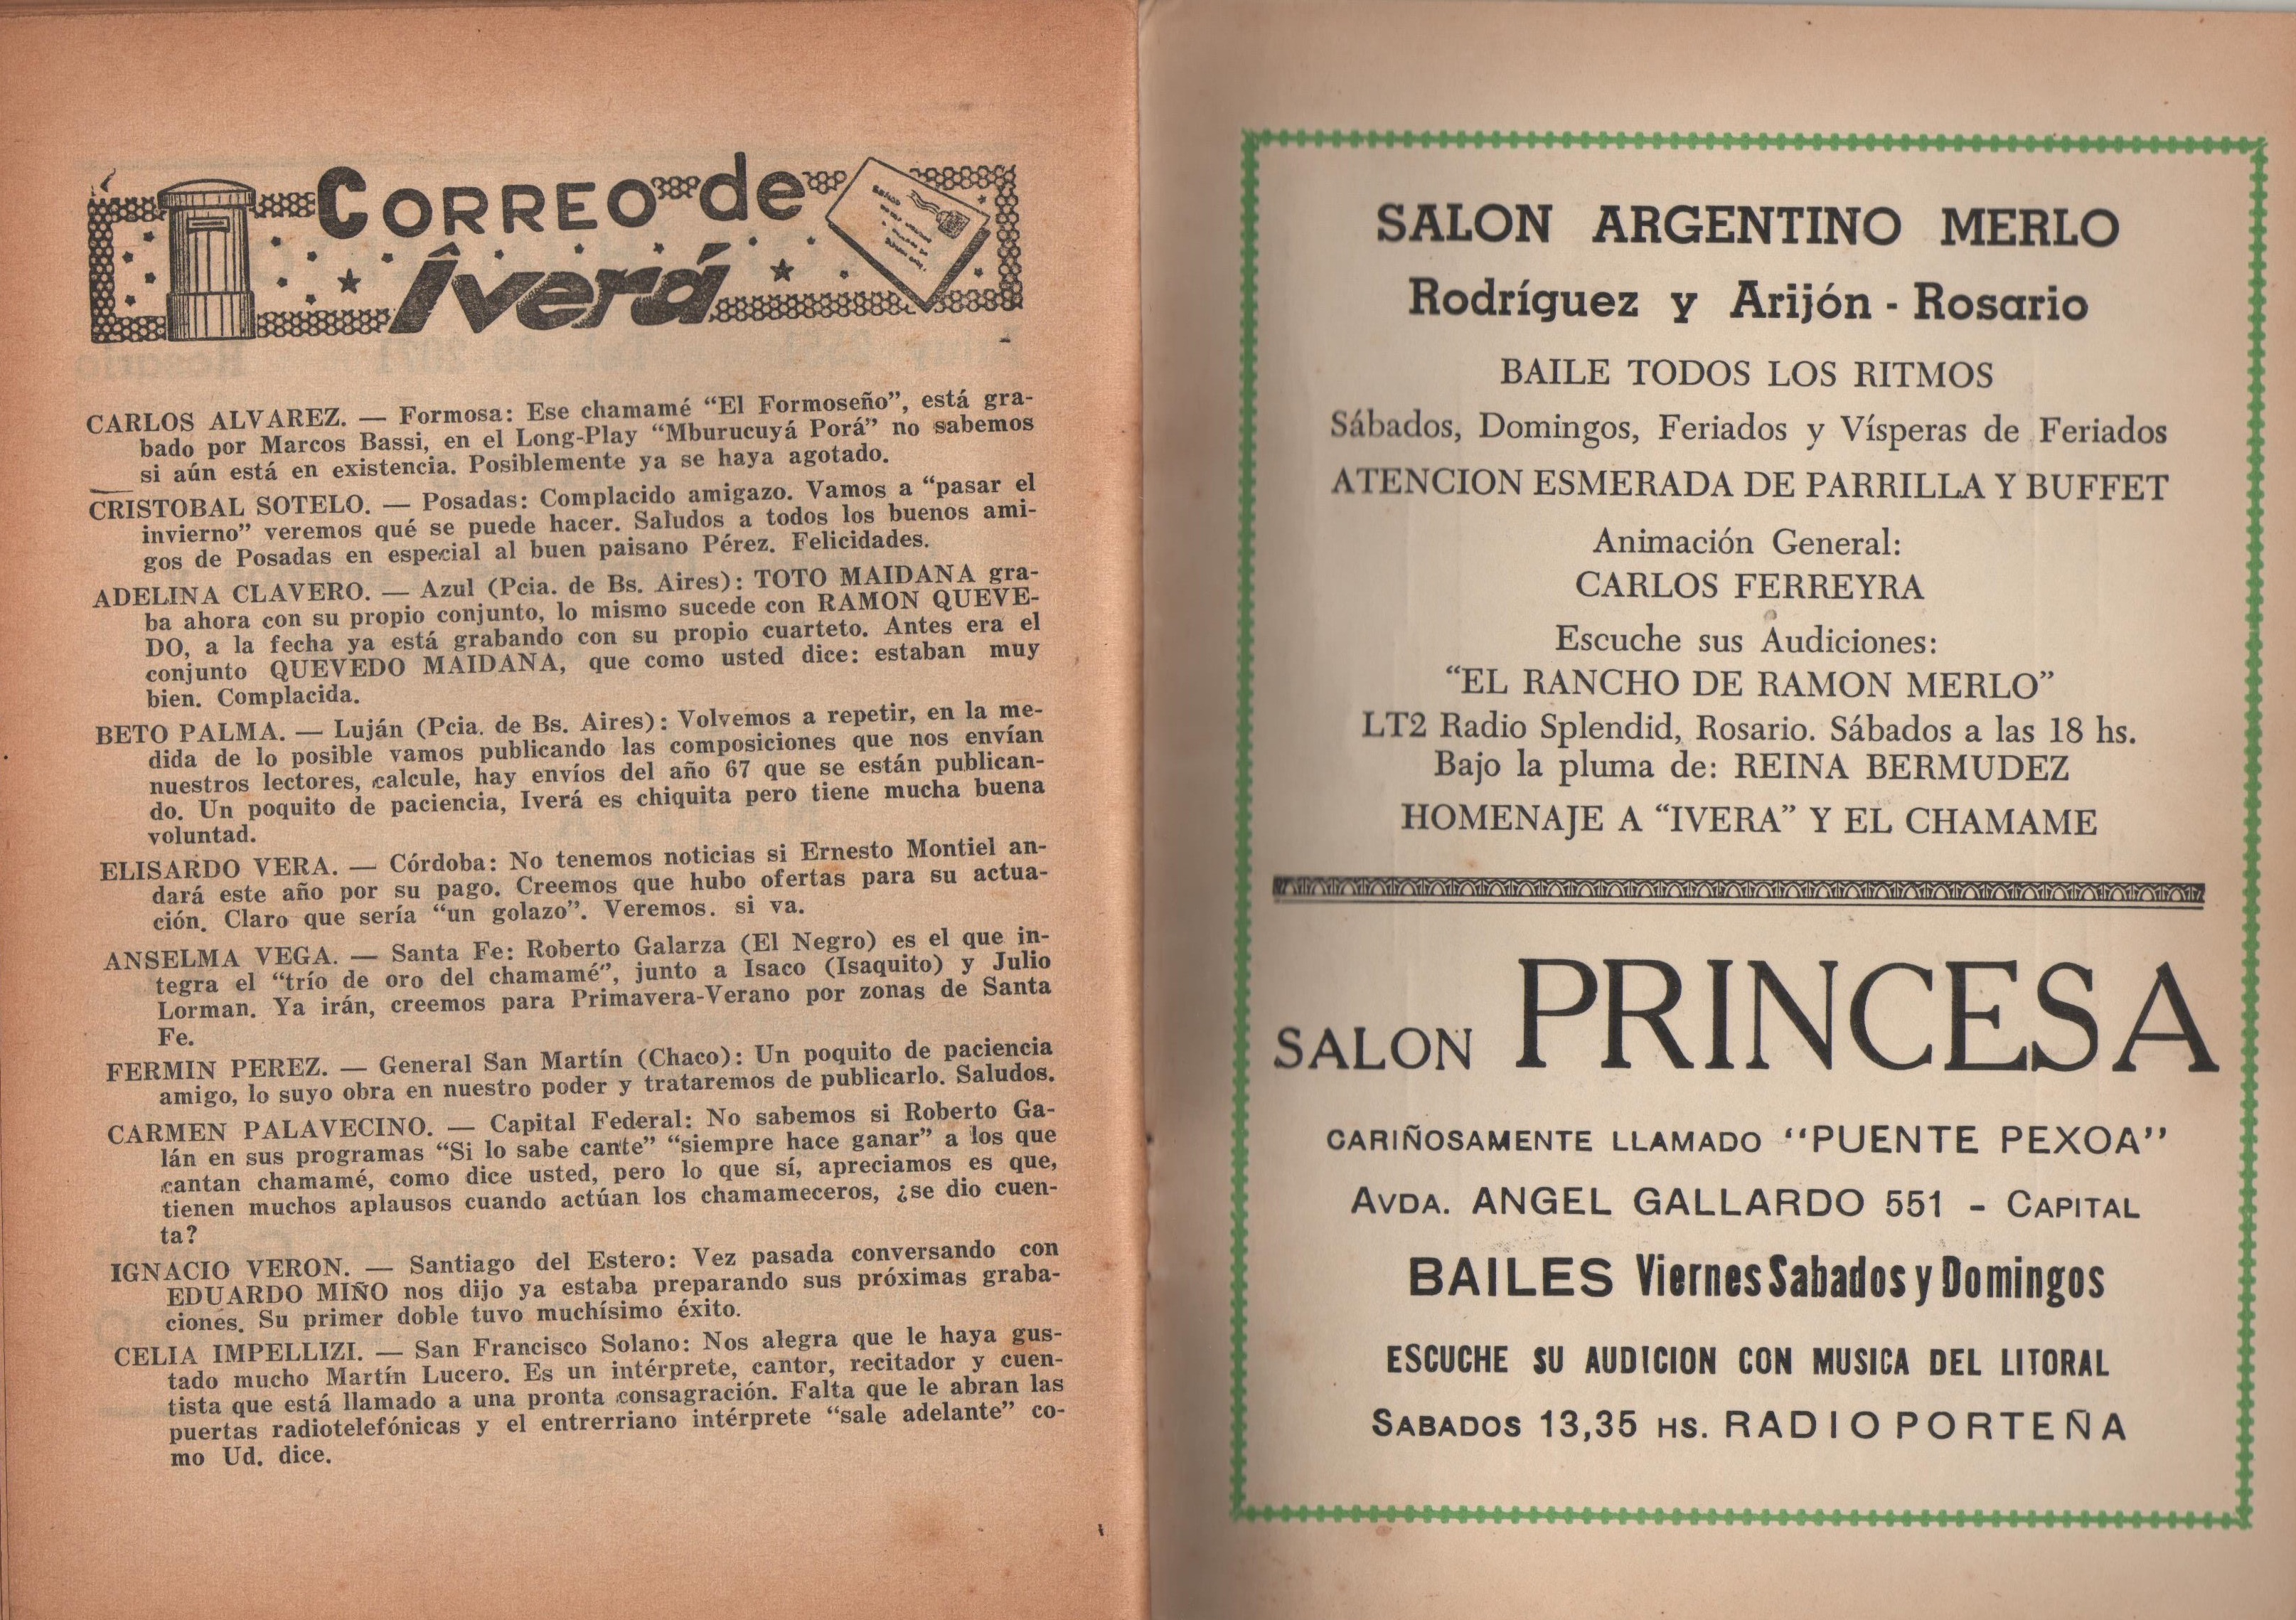 CORREO de
Îverá
CARLOS ALVAREZ. — Formosa: Ese chamamé “El Formoseño”, está gra-
bado por Marcos Bassi, en el Long-Play “Mburucuyá Porá” no sabemos
si aún está en existencia. Posiblemente ya se haya agotado.
CRISTOBAL SOTELO. — Posadas: Complacido amigazo. Vamos a “pasar el
invierno” veremos qué se puede hacer. Saludos a todos los buenos ami-
gos de Posadas en especial al buen paisano Pérez. Felicidades.
ADELINA CLAVERO. — Azul (Pcia. de Bs. Aires): TOTO MAIDANA gra-
ba ahora con su propio conjunto, lo mismo sucede con RAMON QUEVE-
DO, a la fecha ya está grabando con su propio cuarteto. Antes era el
conjunto QUEVEDO MAIDANA, que como usted dice: estaban muy
bien. Complacida.
BETO PALMA. — Luján (Pcia. de Bs. Aires): Volvemos a repetir, en la me-
dida de lo posible vamos publicando las composiciones que nos envían
nuestros lectores, calcule, hay envíos del año 67 que se están publican-
do. Un poquito de paciencia, Iverá es chiquita pero tiene mucha buena
voluntad.
ELISARDO VERA. — Córdoba: No tenemos noticias si Ernesto Montiel an-
dará este año por su pago. Creemos que hubo ofertas para su actua-
ción. Claro que sería “un golazo”. Veremos. si va.
ANSELMA VEGA. — Santa Fe: Roberto Galarza (El Negro) es el que in-
tegra el “trío de oro del chamamé”, junto a Isaco (Isaquito) y Julio
Lorman. Ya irán, creemos para Primavera-Verano por zonas de Santa
Fe.
FERMIN PEREZ. — General San Martín (Chaco): Un poquito de paciencia
amigo, lo suyo obra en nuestro poder y trataremos de publicarlo. Saludos.
CARMEN PALAVECINO. — Capital Federal: No sabemos si Roberto Ga-
lán en sus programas “Si lo sabe cante” “siempre hace ganar” a los que
cantan chamamé, como dice usted, pero lo que sí, apreciamos es que,
tienen muchos aplausos cuando actúan los chamameceros, ¿se dio cuen-
ta?
IGNACIO VERON. — Santiago del Estero: Vez pasada conversando con
EDUARDO MIÑO nos dijo ya estaba preparando sus próximas graba-
ciones. Su primer doble tuvo muchísimo éxito.
CELIA IMPELLIZI. — San Francisco Solano: Nos alegra que le haya gus-
tado mucho Martín Lucero. Es un intérprete, cantor, recitador y cuen-
tista que está llamado a una pronta consagración. Falta que le abran las
puertas radiotelefónicas y el entrerriano intérprete “sale adelante” co-
mo Ud. dice.
SALON ARGENTINO MERLO
Rodríguez y Arijón - Rosario
BAILE TODOS LOS RITMOS
Sábados, Domingos, Feriados y Vísperas de Feriados
ATENCION ESMERADA DE PARRILLA Y BUFFET
Animación General:
CARLOS FERREYRA
Escuche sus Audiciones:
“EL RANCHO DE RAMON MERLO”
LT2 Radio Splendid, Rosario. Sábados a las 18 hs.
Bajo la pluma de: REINA BERMUDEZ
HOMENAJE A “IVERA” Y EL CHAMAME
SALON PRINCESA
CARIÑOSAMENTE LLAMADO “PUENTE PEXOA”
AVDA. ANGEL GALLARDO 551 - CAPITAL
BAILES Viernes Sabados y Domingos
ESCUCHE SU AUDICION CON MUSICA DEL LITORAL
SABADOS 13,35 HS. RADIO PORTEÑA